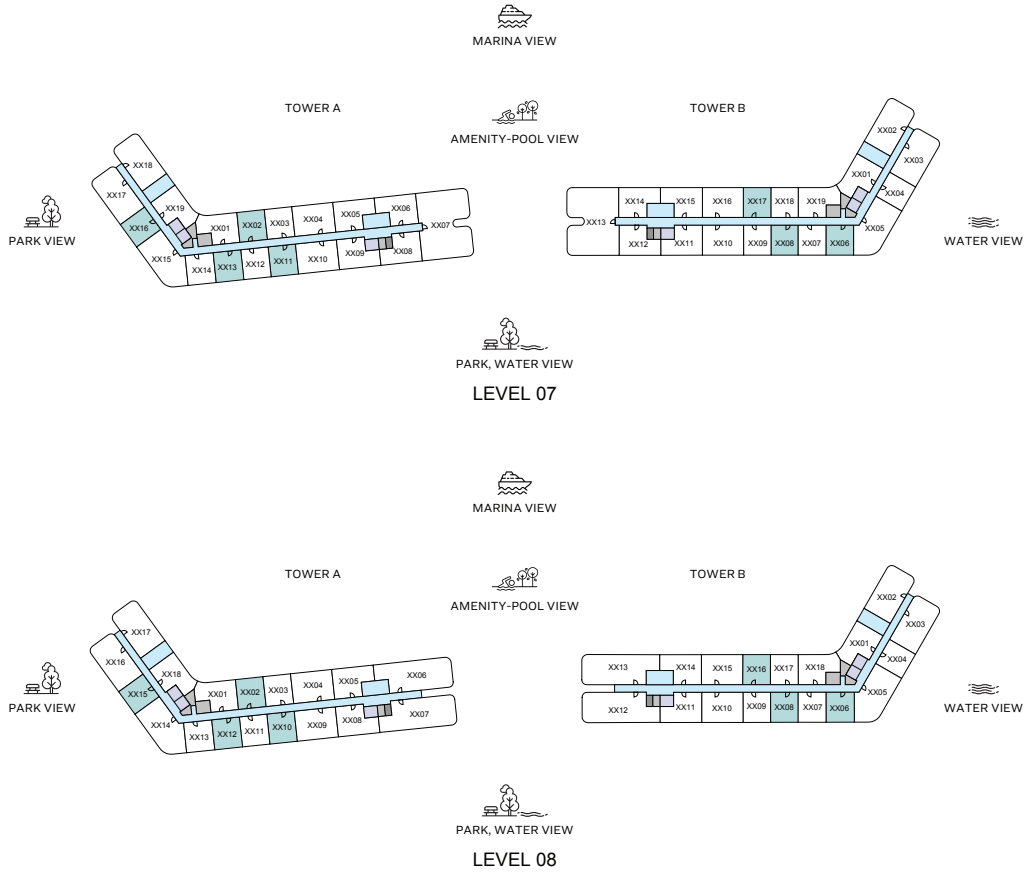 MARINA VIEW
TOWER A
TOWER B
AMENITY-POOL VIEW
XX18
XX17
XX19
XX16
XX15
XX14
XX01
XX13
XX02
XX12
XX03
XX11
XX04
XX10
XX05
XX09
XX06
XX08
XX07
XX02
XX03
XX01
XX04
XX05
XX14
XX15
XX16
XX17
XX18
XX19
XX13
XX12
XX11
XX10
XX09
XX08
XX07
XX06
PARK VIEW
WATER VIEW
PARK, WATER VIEW
LEVEL 07
MARINA VIEW
TOWER A
TOWER B
AMENITY-POOL VIEW
XX17
XX16
XX18
XX15
XX14
XX13
XX01
XX12
XX02
XX11
XX03
XX10
XX04
XX09
XX05
XX08
XX06
XX07
XX02
XX03
XX01
XX04
XX05
XX13
XX14
XX15
XX16
XX17
XX18
XX12
XX11
XX10
XX09
XX08
XX07
XX06
PARK VIEW
WATER VIEW
PARK, WATER VIEW
LEVEL 08